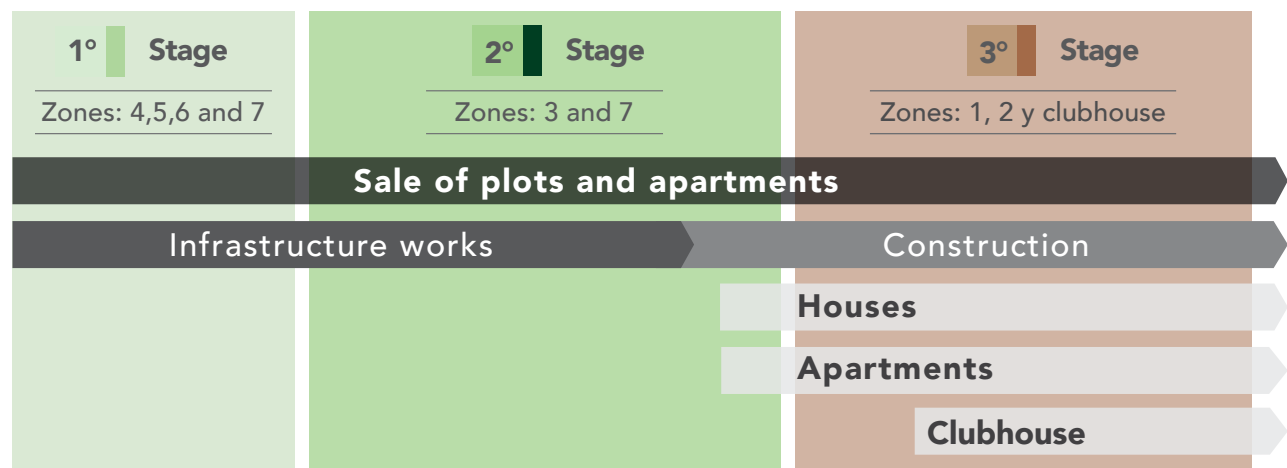 1° Stage
Zones: 4,5,6 and 7
2° Stage
Zones: 3 and 7
3° Stage
Zones: 1, 2 y clubhouse
Sale of plots and apartments
Infrastructure works
Construction
Houses
Apartments
Clubhouse